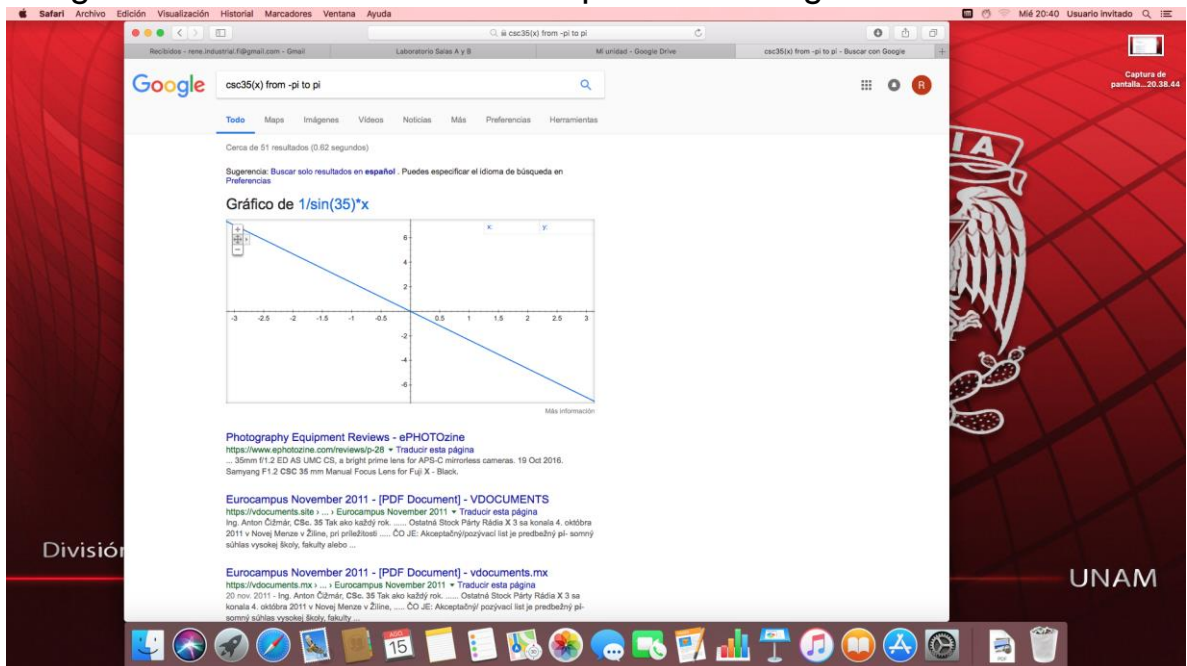 Safari Archivo Edición Visualización Historial Marcadores Ventana Ayuda
Mié 20:40 Usuario invitado
csc35(x) from -pi to pi
Recibidos - rene.industrial.fi@gmail.com - Gmail
Laboratorio Salas A y B
Mi unidad - Google Drive
csc35(x) from -pi to pi - Buscar con Google
Captura de
pantalla...20.38.44
Google
csc35(x) from -pi to pi
R
Todo Maps Imágenes Vídeos Noticias Más Preferencias Herramientas
Cerca de 51 resultados (0,62 segundos)
Sugerencia: Buscar solo resultados en español . Puedes especificar el idioma de búsqueda en
Preferencias
Gráfico de 1/sin(35)*x
x: y:
6
4
2
-3 -2.5 -2 -1.5 -1 -0.5 0.5 1 1.5 2 2.5 3
-2
-4
-6
Más información
Photography Equipment Reviews - ePHOTOzine
https://www.ephotozine.com/reviews/p-28 Traducir esta página
... 35mm f/1.2 ED AS UMC CS, a bright prime lens for APS-C mirrorless cameras. 19 Oct 2016.
Samyang F1.2 CSC 35 mm Manual Focus Lens for Fuji X - Black.
Eurocampus November 2011 - [PDF Document] - VDOCUMENTS
https://vdocuments.site › ... › Eurocampus November 2011 Traducir esta página
Ing. Anton Čižmár, CSc. 35 Tak ako každý rok. ...... Ostatná Stock Párty Rádia X 3 sa konala 4. októbra
2011 v Novej Menze v Žiline, pri príležitosti ..... ČO JE: Akceptačný/pozývací list je predbežný pí- somný
súhlas vysokej školy, fakulty alebo ...
Eurocampus November 2011 - [PDF Document] - vdocuments.mx
https://vdocuments.mx › ... › Eurocampus November 2011 Traducir esta página
20 nov. 2011 - Ing. Anton Čižmár, CSc. 35 Tak ako každý rok. ...... Ostatná Stock Párty Rádia X 3 sa
konala 4. októbra 2011 v Novej Menze v Žiline, ..... ČO JE: Akceptačný/ pozývací list je predbežný pí-
somný súhlas vysokej školy, fakulty ...
División
UNAM
IA
AGO
15